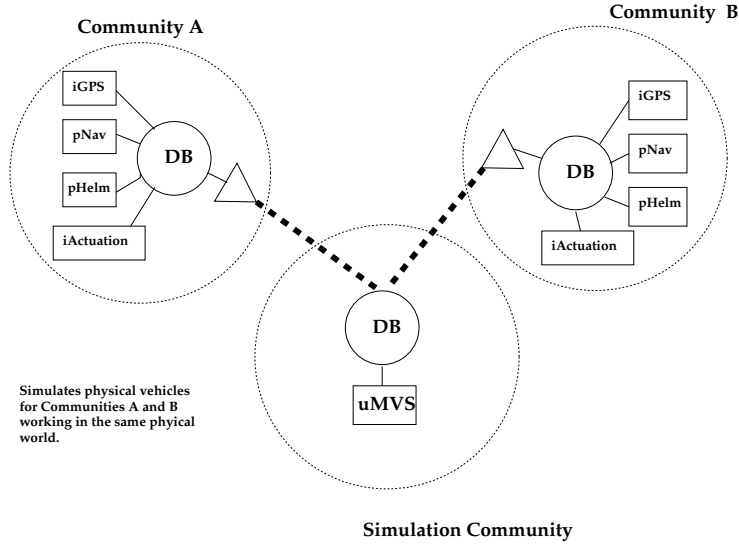 Community A
iGPS
pNav
pHelm
iActuation
DB
Community B
iGPS
pNav
pHelm
iActuation
DB
DB
uMVS
Simulates physical vehicles
for Communities A and B
working in the same phyical
world.
Simulation Community